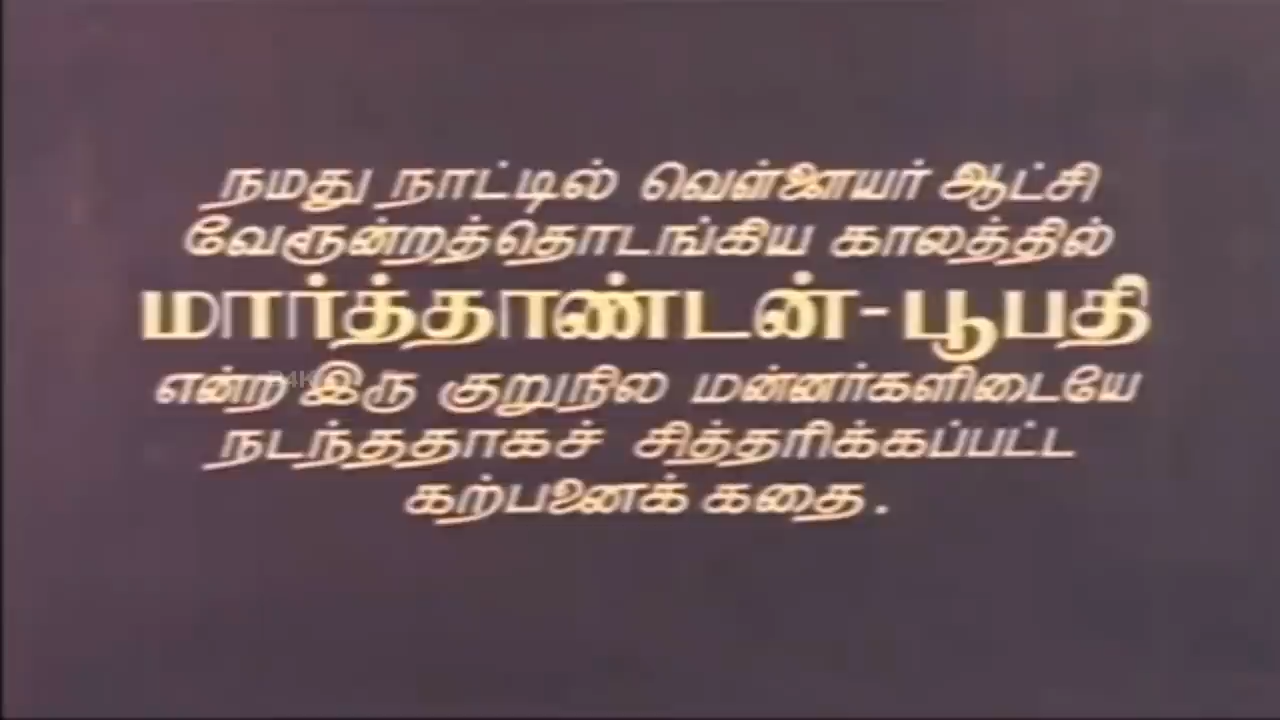 நமது நாட்டில் வெள்ளையர் ஆட்சி
வேரூன்றத்தொடங்கிய காலத்தில்
மார்த்தாண்டன்-பூபதி
என்ற இரு குறுநில மன்னர்களிடையே
நடந்ததாகச் சித்தரிக்கப்பட்ட
கற்பனைக் கதை.